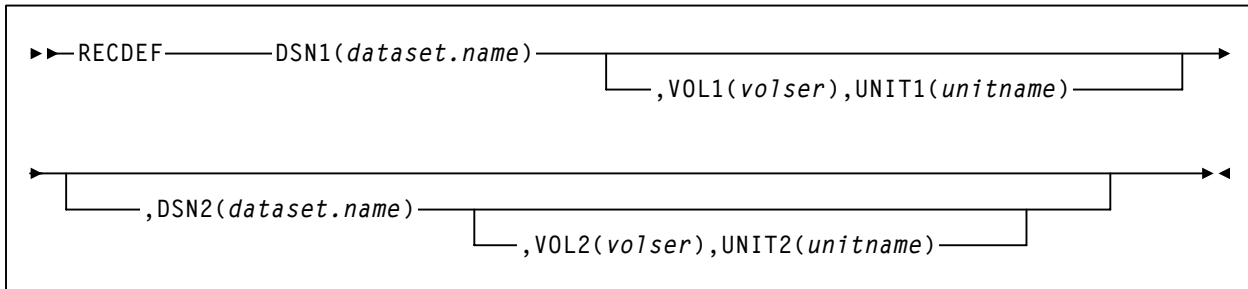 RECDEF DSN1(dataset.name)
,VOL1(volser),UNIT1(unitname)
,DSN2(dataset.name)
,VOL2(volser),UNIT2(unitname)